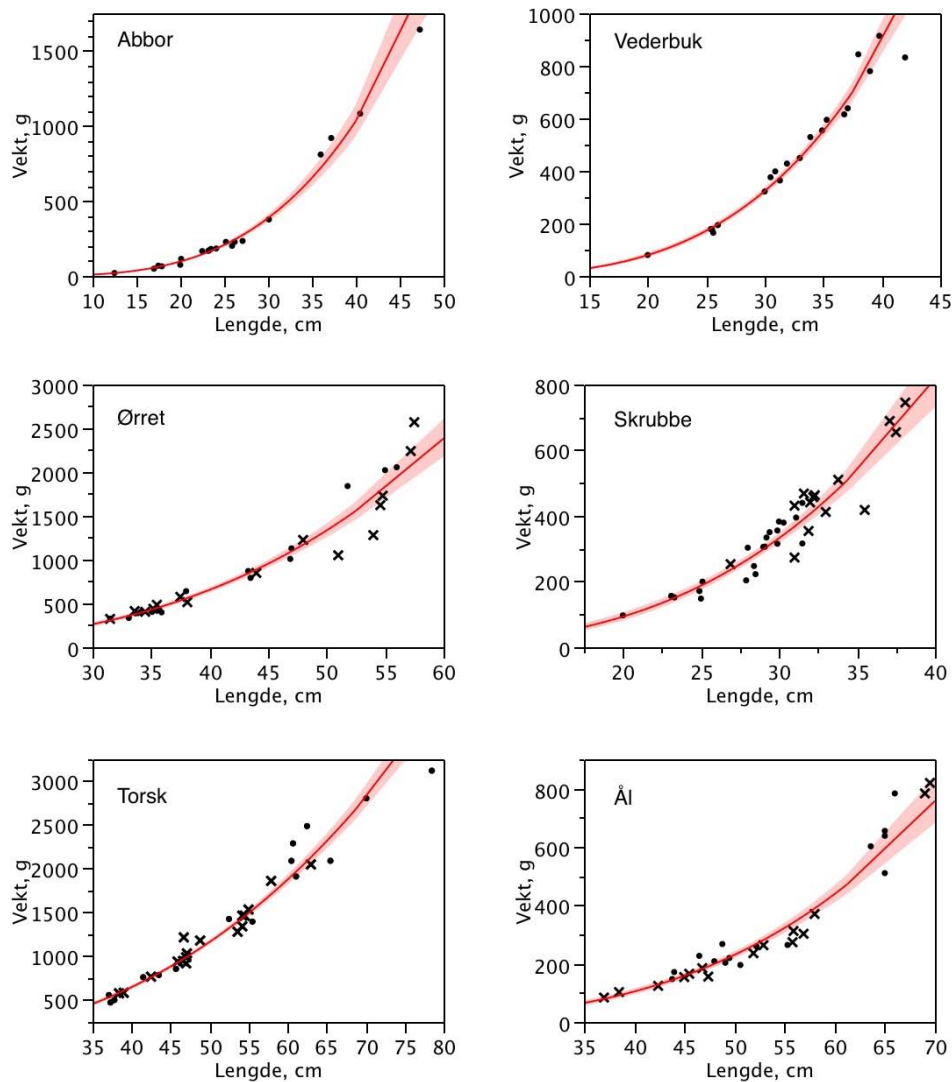 Abbor
Vekt, g
1500
1000
500
0
10 15 20 25 30 35 40 45 50
Lengde, cm
Vederbuk
Vekt, g
1000
800
600
400
200
0
15 20 25 30 35 40 45
Lengde, cm
Ørret
Vekt, g
3000
2500
2000
1500
1000
500
0
30 35 40 45 50 55 60
Lengde, cm
Skrubbe
Vekt, g
800
600
400
200
0
20 25 30 35 40
Lengde, cm
Torsk
Vekt, g
3000
2500
2000
1500
1000
500
35 40 45 50 55 60 65 70 75 80
Lengde, cm
Ål
Vekt, g
800
600
400
200
0
35 40 45 50 55 60 65 70
Lengde, cm